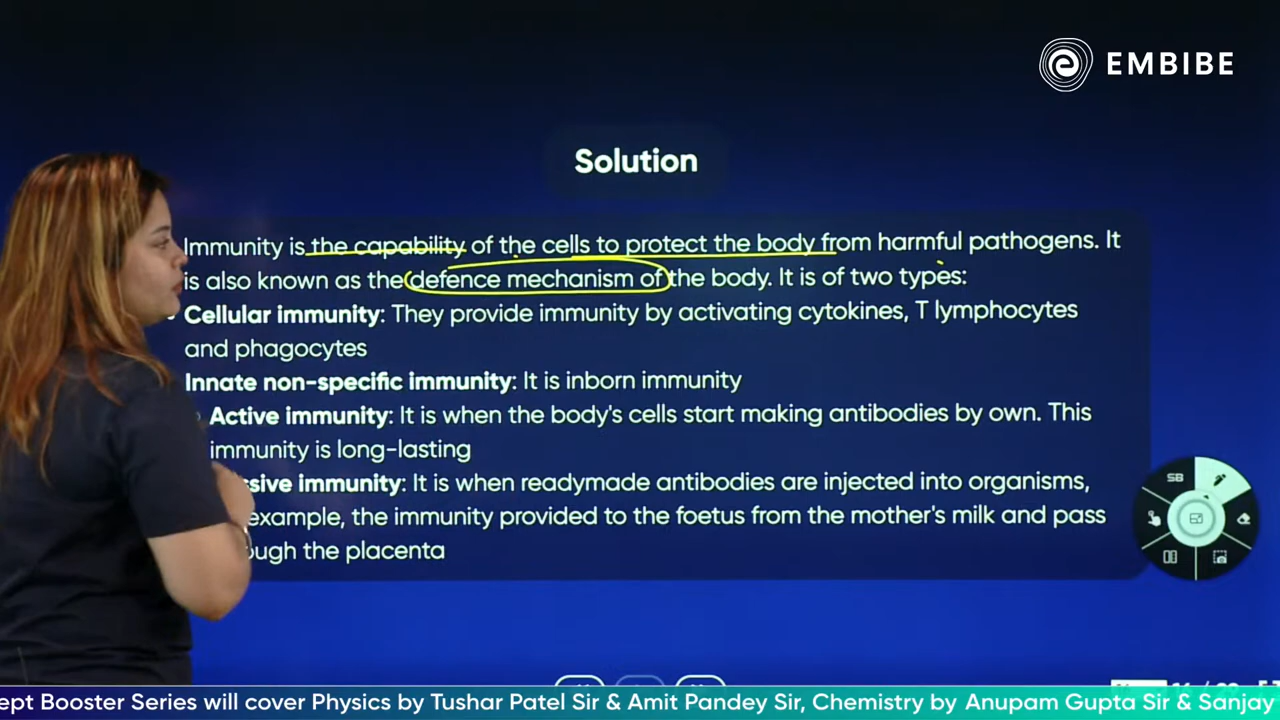 EMBIBE
Solution
Immunity is the capability of the cells to protect the body from harmful pathogens. It
is also known as the defence mechanism of the body. It is of two types:
Cellular immunity: They provide immunity by activating cytokines, T lymphocytes
and phagocytes
Innate non-specific immunity: It is inborn immunity
Active immunity: It is when the body's cells start making antibodies by own. This
immunity is long-lasting
immunity: It is when readymade antibodies are injected into organisms,
example, the immunity provided to the foetus from the mother's milk and pass
the placenta
SB
Booster Series will cover Physics by Tushar Patel Sir & Amit Pandey Sir, Chemistry by Anupam Gupta Sir & Sanjay